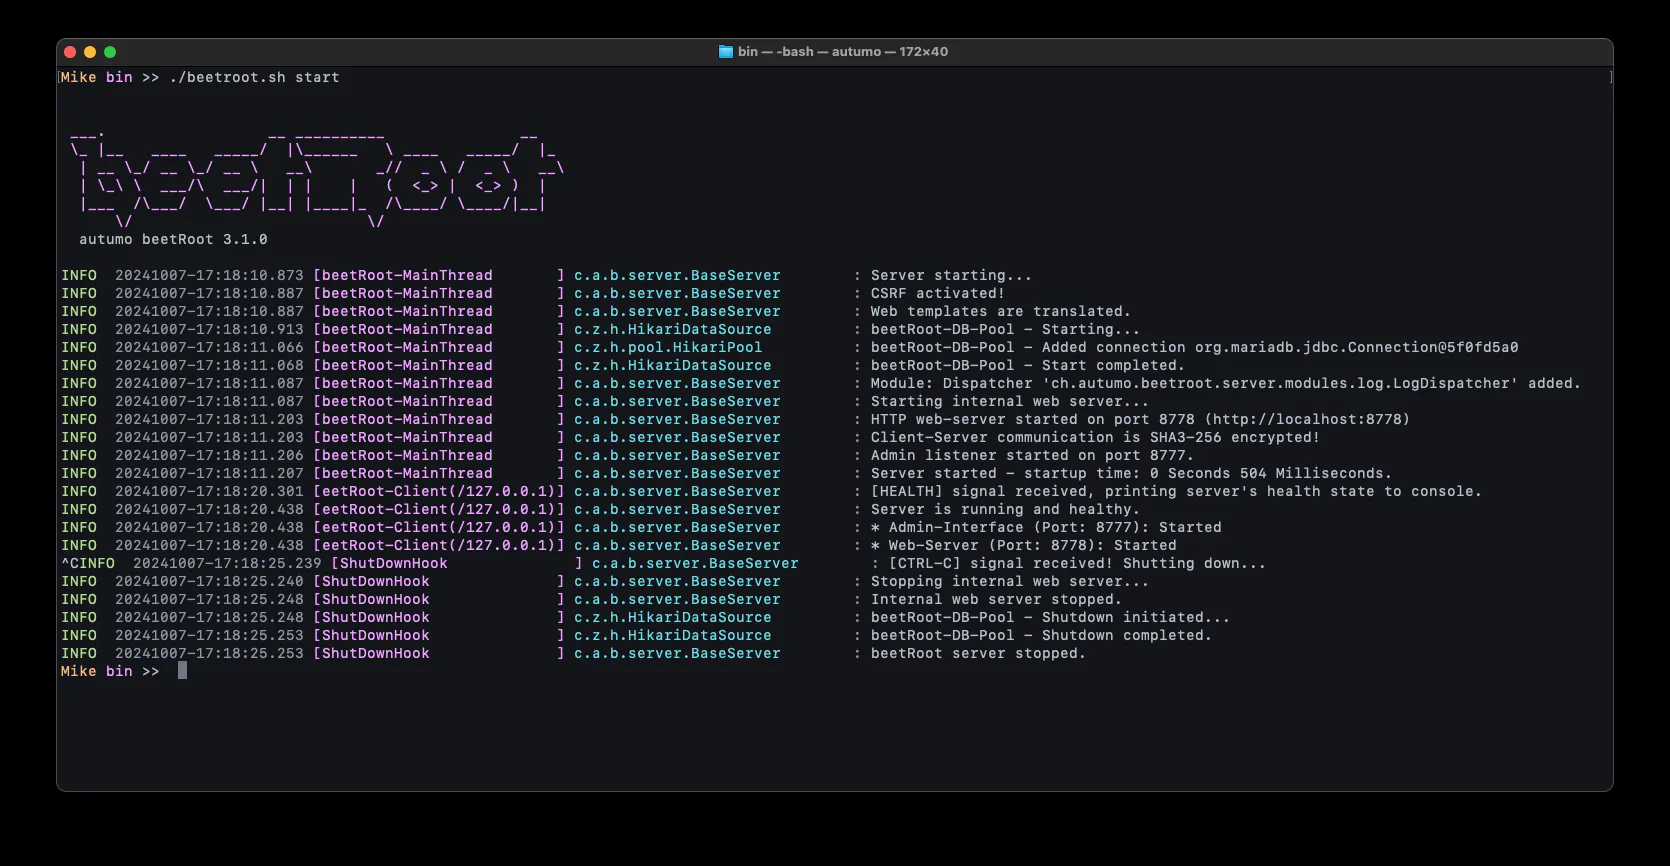 bin — -bash — autumo — 172×40
[Mike bin >> ./beetroot.sh start ]
 ___.                  __ __________               __
 \_ |__   ____   _____/  |\______   \ ____   _____/  |_
  | __ \_/ __ \_/ __ \   __\       _//  _ \ /  _ \   __\
  | \_\ \  ___/\  ___/|  | |    |   (  <_> |  <_> )  |
  |___  /\___/  \___/ |__| |____|_  /\____/ \____/|__|
      \/                          \/
autumo beetRoot 3.1.0
INFO  20241007-17:18:10.873 [beetRoot-MainThread       ] c.a.b.server.BaseServer        : Server starting...
INFO  20241007-17:18:10.887 [beetRoot-MainThread       ] c.a.b.server.BaseServer        : CSRF activated!
INFO  20241007-17:18:10.887 [beetRoot-MainThread       ] c.a.b.server.BaseServer        : Web templates are translated.
INFO  20241007-17:18:10.913 [beetRoot-MainThread       ] c.z.h.HikariDataSource         : beetRoot-DB-Pool - Starting...
INFO  20241007-17:18:11.066 [beetRoot-MainThread       ] c.z.h.pool.HikariPool          : beetRoot-DB-Pool - Added connection org.mariadb.jdbc.Connection@5f0fd5a0
INFO  20241007-17:18:11.068 [beetRoot-MainThread       ] c.z.h.HikariDataSource         : beetRoot-DB-Pool - Start completed.
INFO  20241007-17:18:11.087 [beetRoot-MainThread       ] c.a.b.server.BaseServer        : Module: Dispatcher 'ch.autumo.beetroot.server.modules.log.LogDispatcher' added.
INFO  20241007-17:18:11.087 [beetRoot-MainThread       ] c.a.b.server.BaseServer        : Starting internal web server...
INFO  20241007-17:18:11.203 [beetRoot-MainThread       ] c.a.b.server.BaseServer        : HTTP web-server started on port 8778 (http://localhost:8778)
INFO  20241007-17:18:11.203 [beetRoot-MainThread       ] c.a.b.server.BaseServer        : Client-Server communication is SHA3-256 encrypted!
INFO  20241007-17:18:11.206 [beetRoot-MainThread       ] c.a.b.server.BaseServer        : Admin listener started on port 8777.
INFO  20241007-17:18:11.207 [beetRoot-MainThread       ] c.a.b.server.BaseServer        : Server started - startup time: 0 Seconds 504 Milliseconds.
INFO  20241007-17:18:20.301 [eetRoot-Client(/127.0.0.1)] c.a.b.server.BaseServer        : [HEALTH] signal received, printing server's health state to console.
INFO  20241007-17:18:20.438 [eetRoot-Client(/127.0.0.1)] c.a.b.server.BaseServer        : Server is running and healthy.
INFO  20241007-17:18:20.438 [eetRoot-Client(/127.0.0.1)] c.a.b.server.BaseServer        : * Admin-Interface (Port: 8777): Started
INFO  20241007-17:18:20.438 [eetRoot-Client(/127.0.0.1)] c.a.b.server.BaseServer        : * Web-Server (Port: 8778): Started
^CINFO  20241007-17:18:25.239 [ShutDownHook              ] c.a.b.server.BaseServer        : [CTRL-C] signal received! Shutting down...
INFO  20241007-17:18:25.240 [ShutDownHook              ] c.a.b.server.BaseServer        : Stopping internal web server...
INFO  20241007-17:18:25.248 [ShutDownHook              ] c.a.b.server.BaseServer        : Internal web server stopped.
INFO  20241007-17:18:25.248 [ShutDownHook              ] c.z.h.HikariDataSource         : beetRoot-DB-Pool - Shutdown initiated...
INFO  20241007-17:18:25.253 [ShutDownHook              ] c.z.h.HikariDataSource         : beetRoot-DB-Pool - Shutdown completed.
INFO  20241007-17:18:25.253 [ShutDownHook              ] c.a.b.server.BaseServer        : beetRoot server stopped.
Mike bin >>